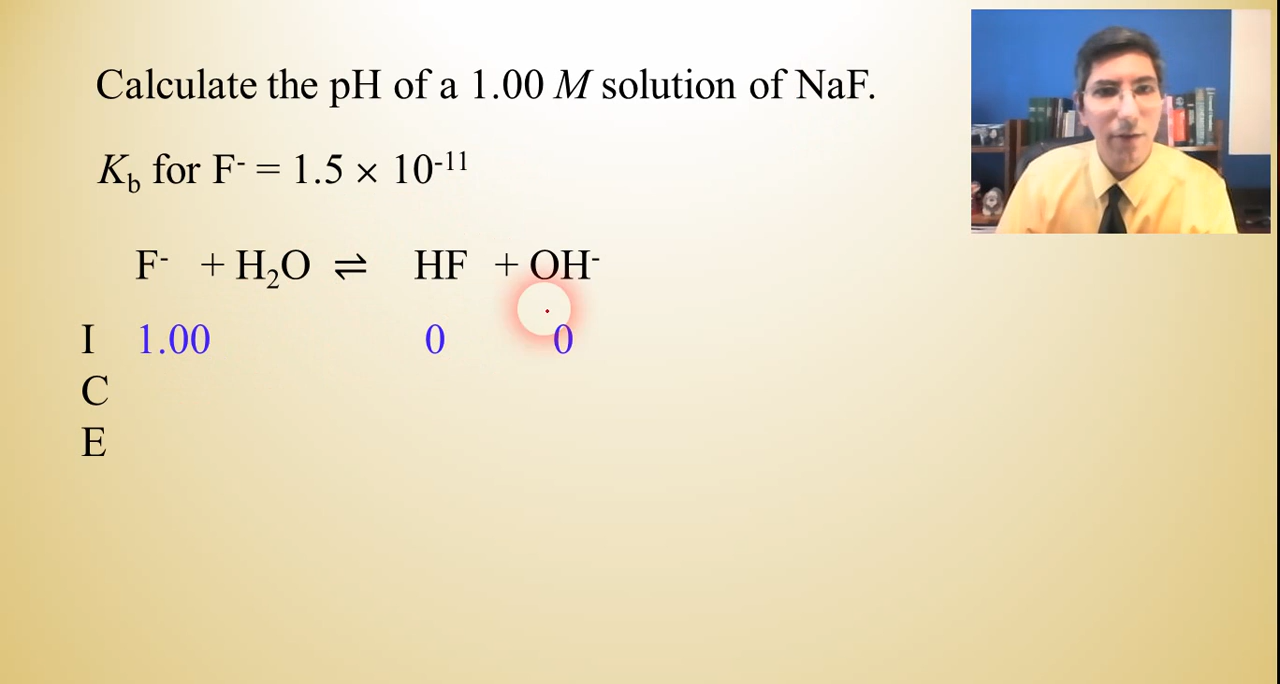 Calculate the pH of a 1.00 M solution of NaF.
K_b for F⁻ = 1.5 × 10⁻¹¹
F⁻ + H₂O ⇌ HF + OH⁻
I 1.00 0 0
C
E